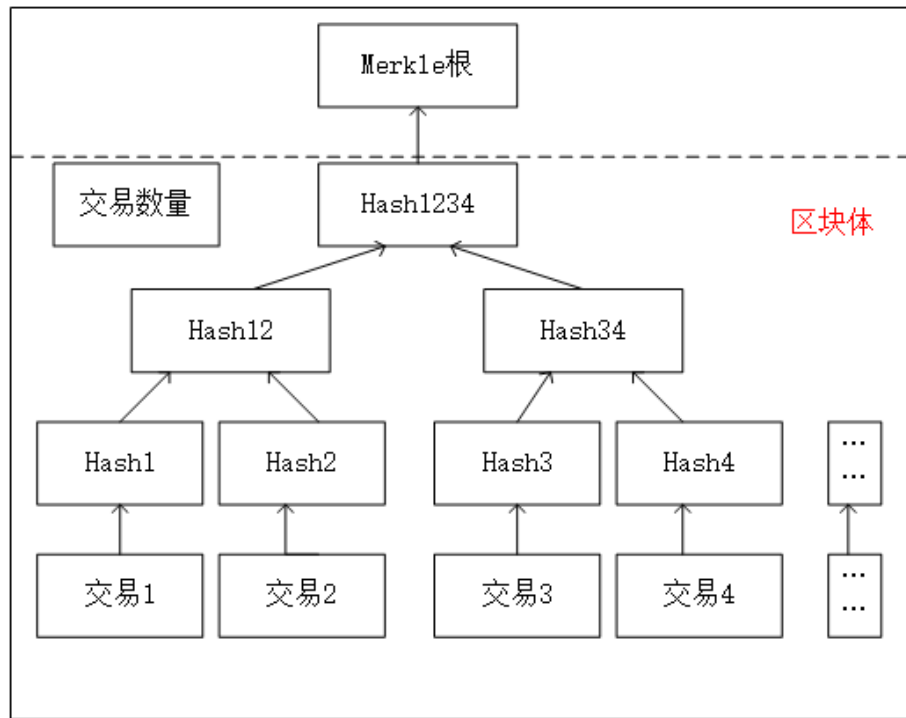 Merkle根
交易数量
Hash1234
区块体
Hash12
Hash34
Hash1
Hash2
Hash3
Hash4
...
...
交易1
交易2
交易3
交易4
...
...